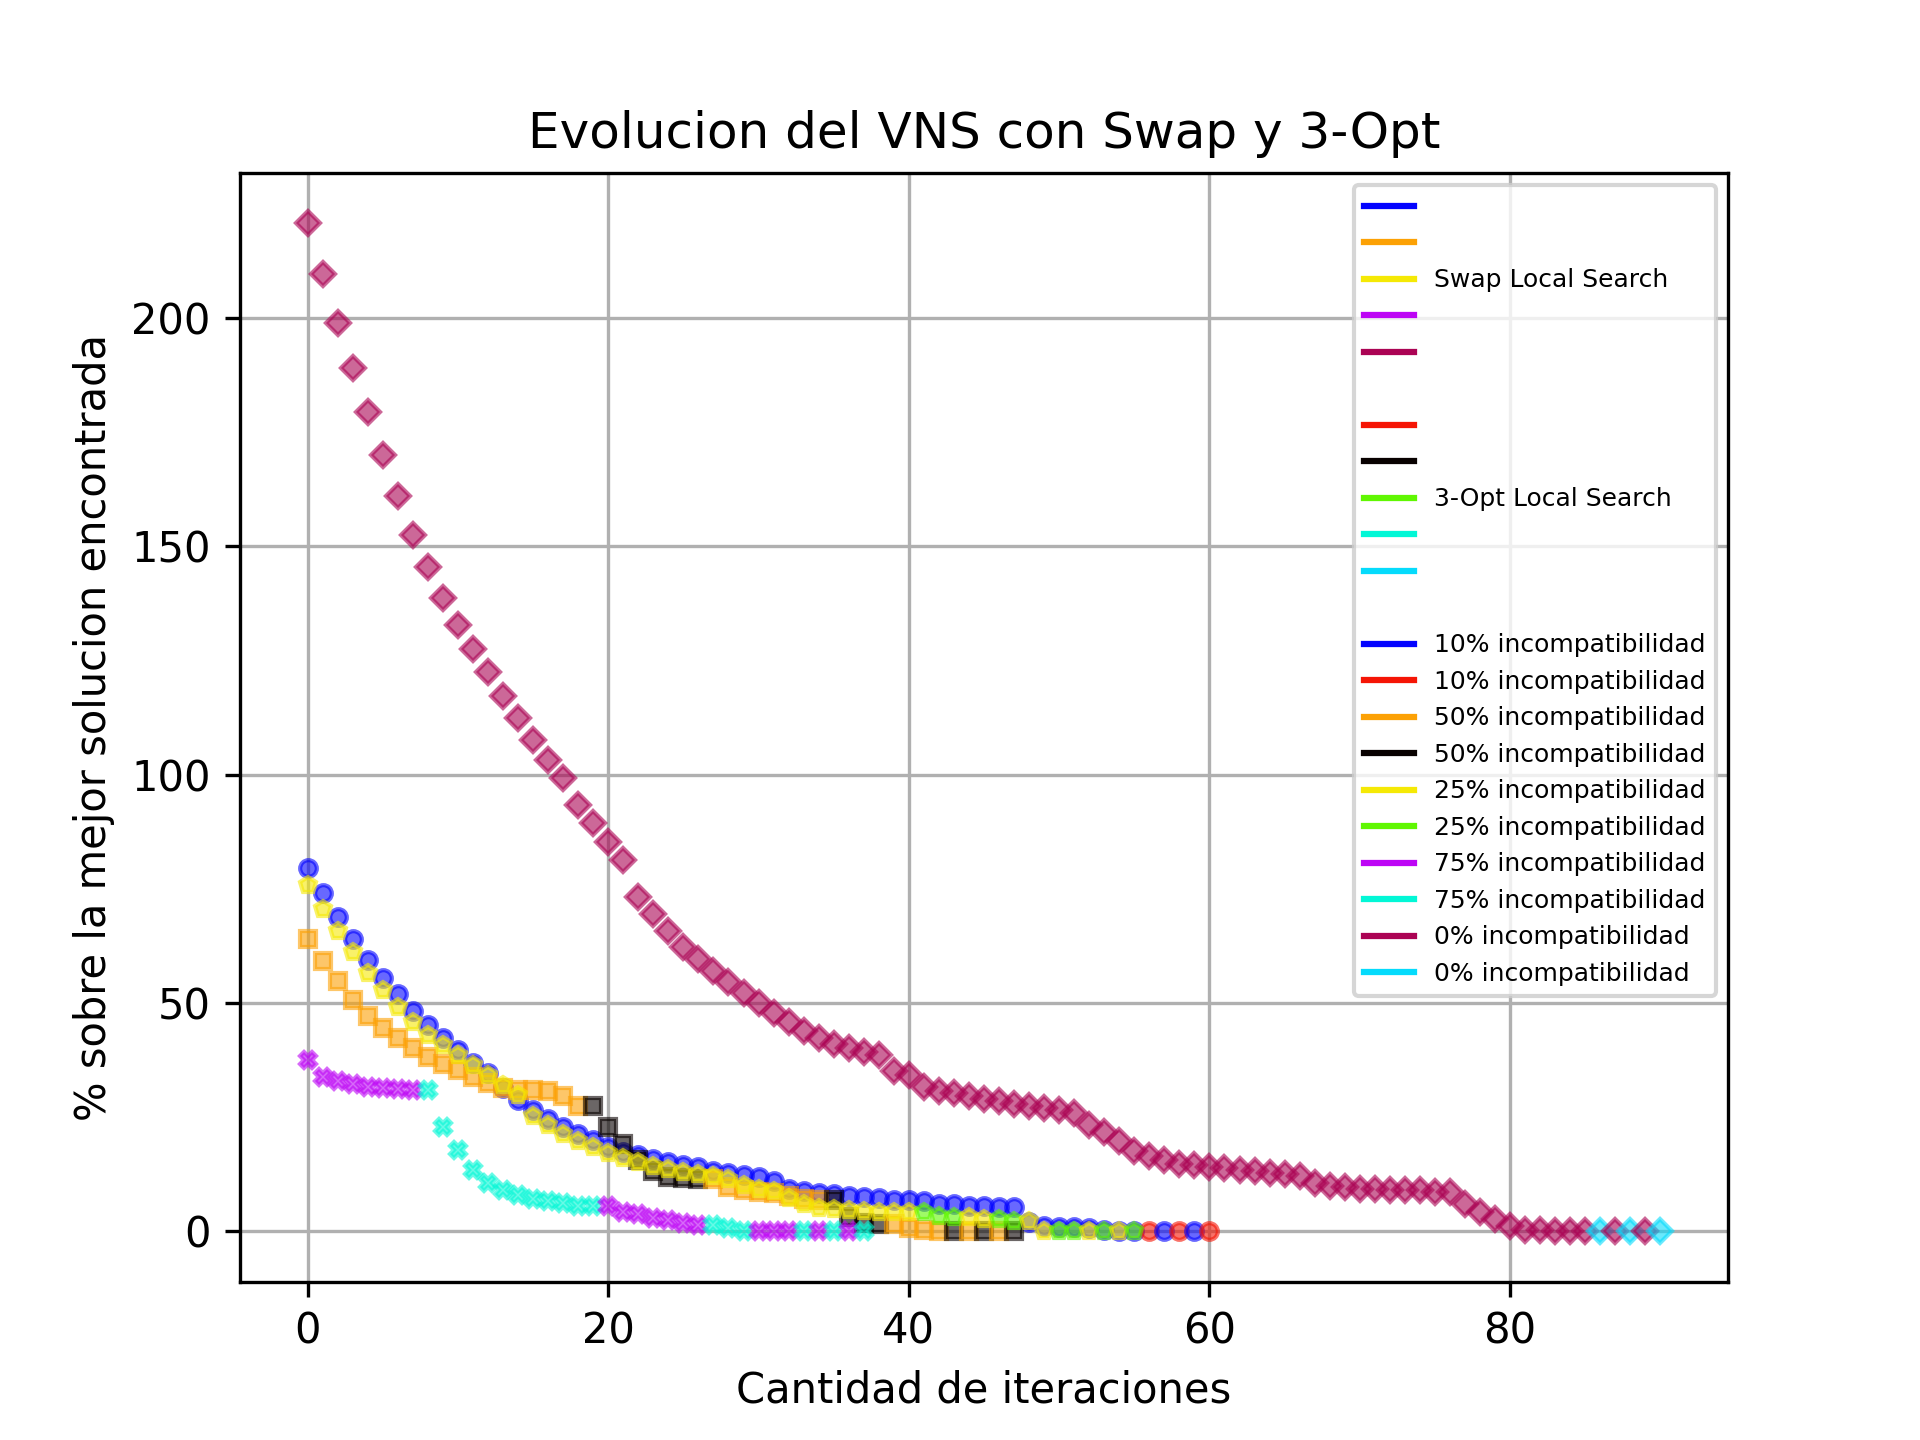 Evolucion del VNS con Swap y 3-Opt
% sobre la mejor solucion encontrada
200
150
100
50
0
0 20 40 60 80
Cantidad de iteraciones
Swap Local Search
3-Opt Local Search
10% incompatibilidad
10% incompatibilidad
50% incompatibilidad
50% incompatibilidad
25% incompatibilidad
25% incompatibilidad
75% incompatibilidad
75% incompatibilidad
0% incompatibilidad
0% incompatibilidad